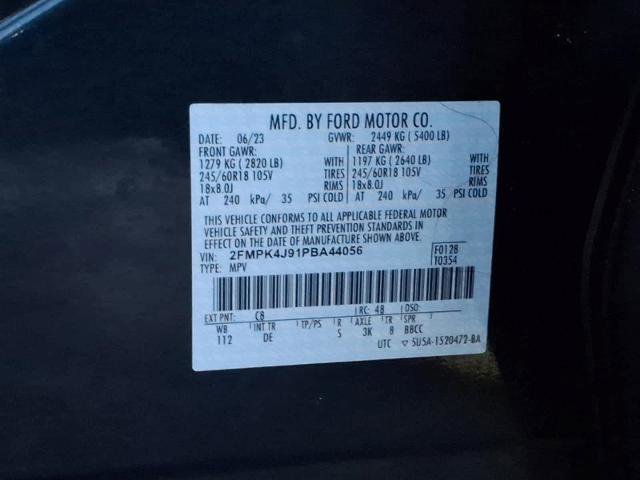 MFD. BY FORD MOTOR CO.
DATE: 06/23 GVWR: 2449 KG (5400 LB)
FRONT GAWR: REAR GAWR:
1279 KG (2820 LB) WITH 1197 KG (2640 LB) WITH
245/60R18 105V TIRES 245/60R18 105V TIRES
18x8.0J RIMS 18x8.0J RIMS
AT 240 kPa/ 35 PSI COLD AT 240 kPa/ 35 PSI COLD
THIS VEHICLE CONFORMS TO ALL APPLICABLE FEDERAL MOTOR
VEHICLE SAFETY AND THEFT PREVENTION STANDARDS IN
EFFECT ON THE DATE OF MANUFACTURE SHOWN ABOVE.
VIN: 2FMPK4J91PBA44056 F0128
TYPE: MPV T0354
EXT PNT: C8 RC: 48 DSO:
WB INT TR TP/PS R AXLE TR SPR
112 DE S 3K 8 BBCC
UTC ▽ 5U5A-1520472-BA